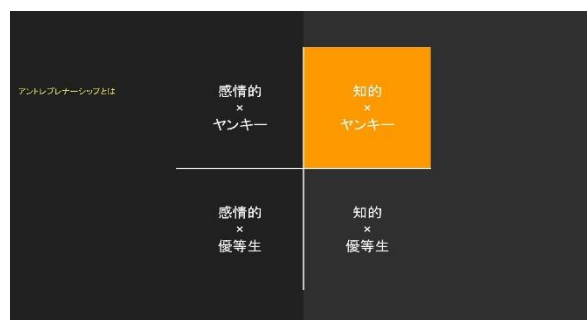 アントレプレナーシップとは
感情的
×
ヤンキー
知的
×
ヤンキー
感情的
×
優等生
知的
×
優等生